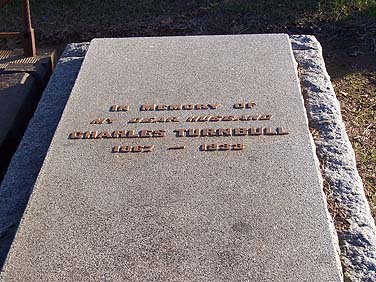 IN MEMORY OF
MY DEAR HUSBAND
CHARLES TURNBULL